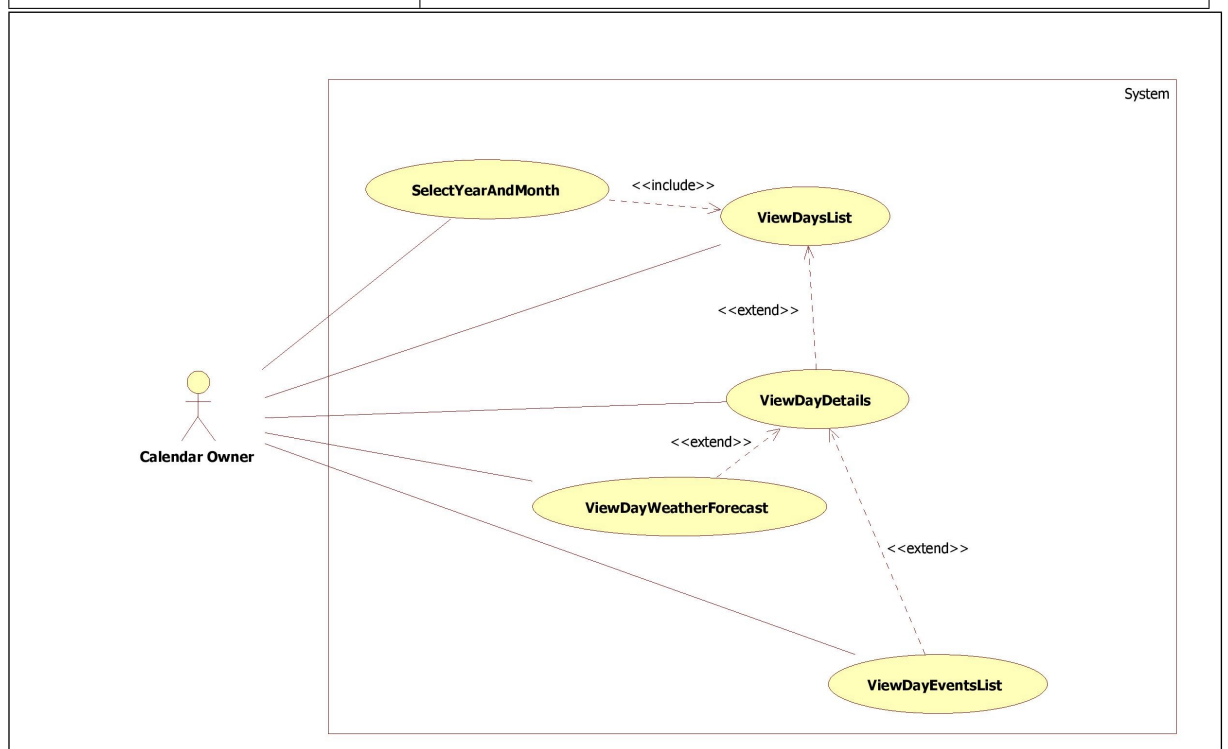 System
SelectYearAndMonth
<<include>>
ViewDaysList
<<extend>>
ViewDayDetails
<<extend>>
Calendar Owner
ViewDayWeatherForecast
<<extend>>
ViewDayEventsList